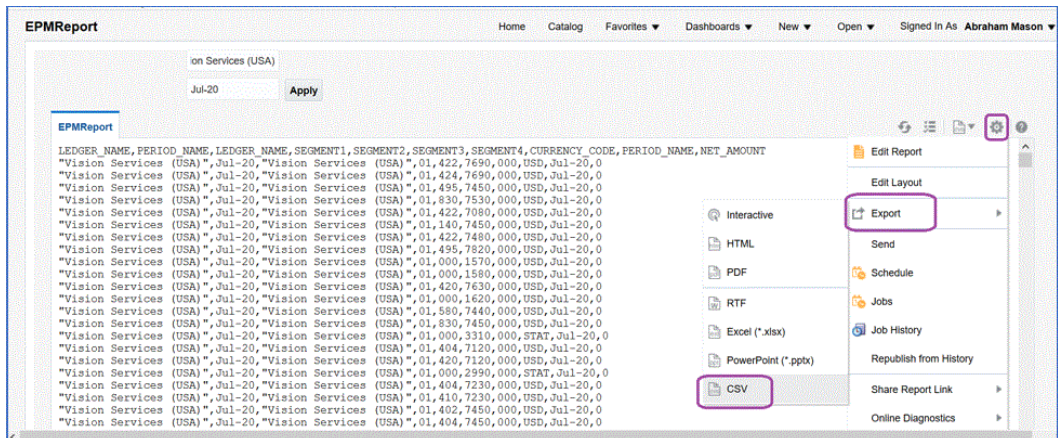 EPMReport Home Catalog Favorites Dashboards New Open Signed In As Abraham Mason
ion Services (USA)
Jul-20 Apply
EPMReport
LEDGER_NAME,PERIOD_NAME,LEDGER_NAME,SEGMENT1,SEGMENT2,SEGMENT3,SEGMENT4,CURRENCY_CODE,PERIOD_NAME,NET_AMOUNT
"Vision Services (USA)",Jul-20,"Vision Services (USA)",01,422,7690,000,USD,Jul-20,0
"Vision Services (USA)",Jul-20,"Vision Services (USA)",01,424,7690,000,USD,Jul-20,0
"Vision Services (USA)",Jul-20,"Vision Services (USA)",01,495,7450,000,USD,Jul-20,0
"Vision Services (USA)",Jul-20,"Vision Services (USA)",01,830,7530,000,USD,Jul-20,0
"Vision Services (USA)",Jul-20,"Vision Services (USA)",01,422,7080,000,USD,Jul-20,0
"Vision Services (USA)",Jul-20,"Vision Services (USA)",01,140,7450,000,USD,Jul-20,0
"Vision Services (USA)",Jul-20,"Vision Services (USA)",01,422,7480,000,USD,Jul-20,0
"Vision Services (USA)",Jul-20,"Vision Services (USA)",01,495,7820,000,USD,Jul-20,0
"Vision Services (USA)",Jul-20,"Vision Services (USA)",01,000,1570,000,USD,Jul-20,0
"Vision Services (USA)",Jul-20,"Vision Services (USA)",01,000,1580,000,USD,Jul-20,0
"Vision Services (USA)",Jul-20,"Vision Services (USA)",01,420,7630,000,USD,Jul-20,0
"Vision Services (USA)",Jul-20,"Vision Services (USA)",01,000,1620,000,USD,Jul-20,0
"Vision Services (USA)",Jul-20,"Vision Services (USA)",01,580,7440,000,USD,Jul-20,0
"Vision Services (USA)",Jul-20,"Vision Services (USA)",01,830,7450,000,USD,Jul-20,0
"Vision Services (USA)",Jul-20,"Vision Services (USA)",01,000,3310,000,STAT,Jul-20,0
"Vision Services (USA)",Jul-20,"Vision Services (USA)",01,404,7120,000,USD,Jul-20,0
"Vision Services (USA)",Jul-20,"Vision Services (USA)",01,420,7120,000,USD,Jul-20,0
"Vision Services (USA)",Jul-20,"Vision Services (USA)",01,000,2990,000,STAT,Jul-20,0
"Vision Services (USA)",Jul-20,"Vision Services (USA)",01,404,7230,000,USD,Jul-20,0
"Vision Services (USA)",Jul-20,"Vision Services (USA)",01,410,7230,000,USD,Jul-20,0
"Vision Services (USA)",Jul-20,"Vision Services (USA)",01,402,7450,000,USD,Jul-20,0
"Vision Services (USA)",Jul-20,"Vision Services (USA)",01,404,7450,000,USD,Jul-20,0
Interactive
HTML
PDF
RTF
Excel (*.xlsx)
PowerPoint (*.pptx)
CSV
Edit Report
Edit Layout
Export
Send
Schedule
Jobs
Job History
Republish from History
Share Report Link
Online Diagnostics